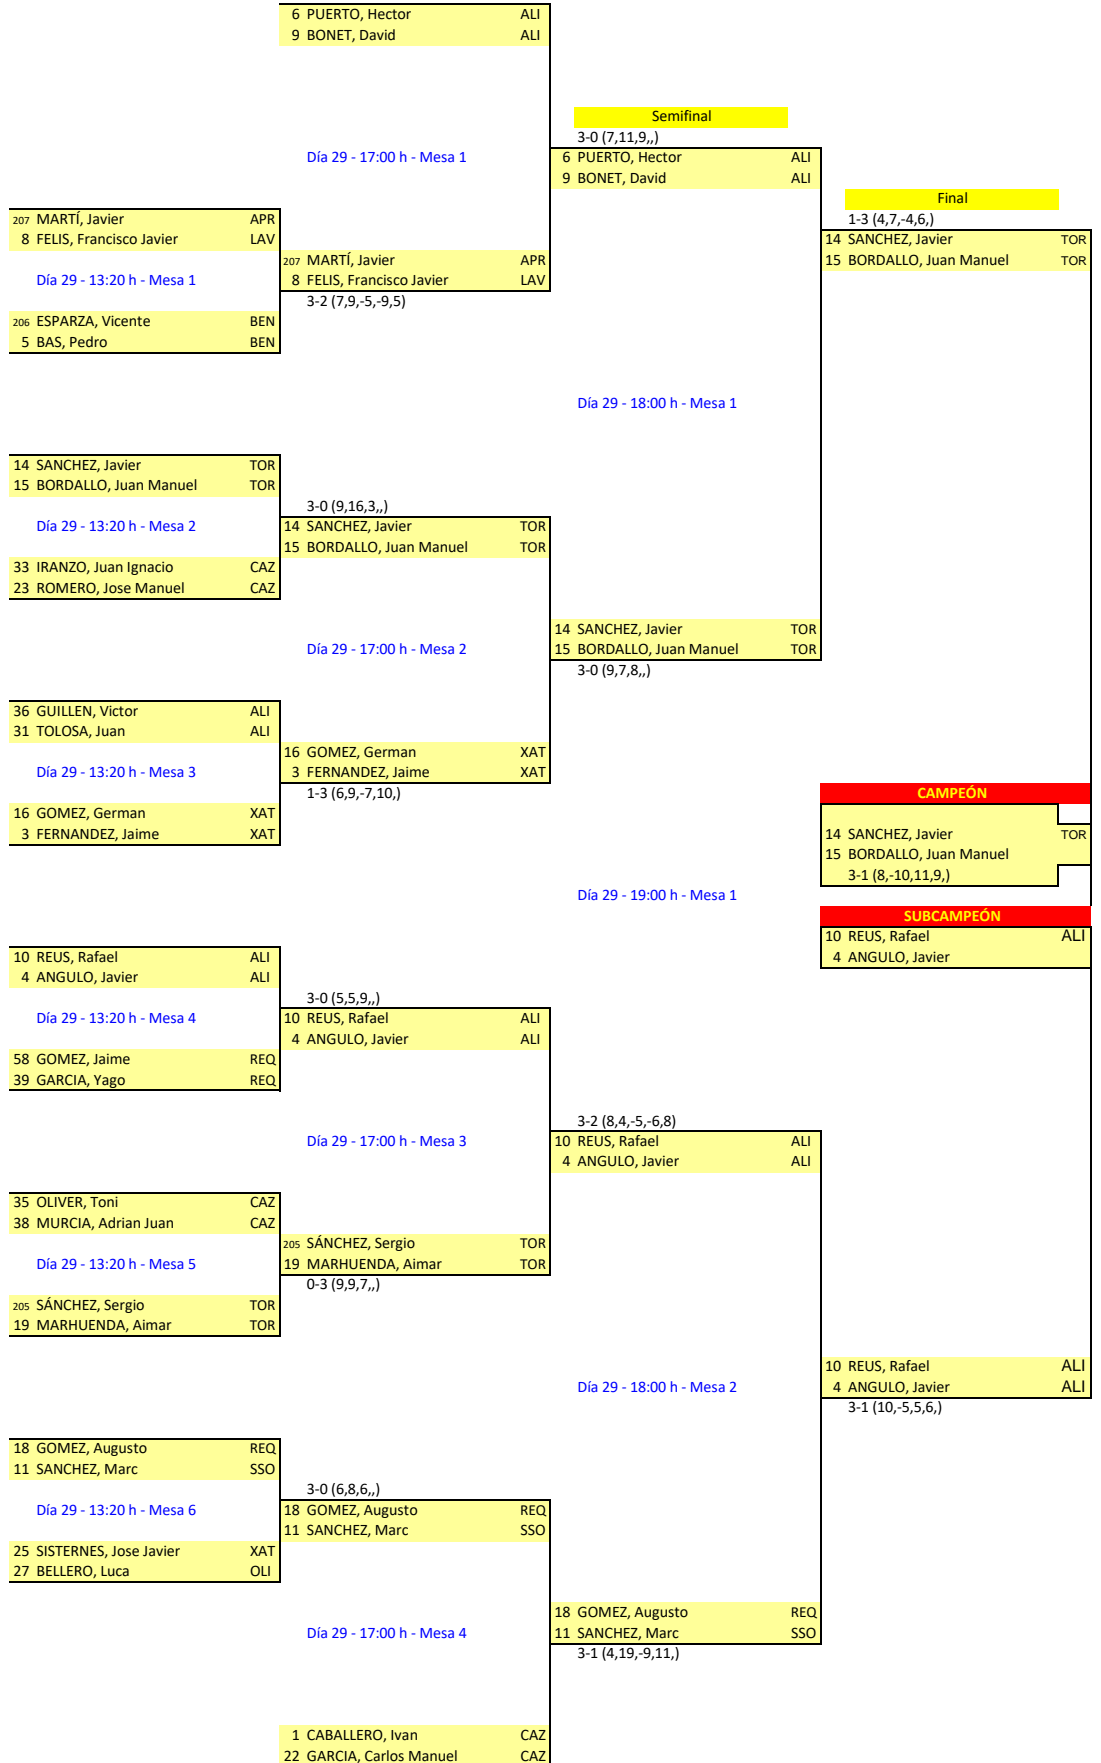 6 PUERTO, Hector ALI
9 BONET, David ALI
Semifinal
3-0 (7,11,9,,)
Día 29 - 17:00 h - Mesa 1
6 PUERTO, Hector ALI
9 BONET, David ALI
Final
207 MARTÍ, Javier APR
1-3 (4,7,-4,6,)
8 FELIS, Francisco Javier LAV
14 SANCHEZ, Javier TOR
207 MARTÍ, Javier APR
15 BORDALLO, Juan Manuel TOR
Día 29 - 13:20 h - Mesa 1
8 FELIS, Francisco Javier LAV
3-2 (7,9,-5,-9,5)
206 ESPARZA, Vicente BEN
5 BAS, Pedro BEN
Día 29 - 18:00 h - Mesa 1
14 SANCHEZ, Javier TOR
15 BORDALLO, Juan Manuel TOR
3-0 (9,16,3,,)
Día 29 - 13:20 h - Mesa 2
14 SANCHEZ, Javier TOR
15 BORDALLO, Juan Manuel TOR
33 IRANZO, Juan Ignacio CAZ
23 ROMERO, Jose Manuel CAZ
14 SANCHEZ, Javier TOR
Día 29 - 17:00 h - Mesa 2
15 BORDALLO, Juan Manuel TOR
3-0 (9,7,8,,)
36 GUILLEN, Victor ALI
31 TOLOSA, Juan ALI
16 GOMEZ, German XAT
Día 29 - 13:20 h - Mesa 3
3 FERNANDEZ, Jaime XAT
1-3 (6,9,-7,10,)
CAMPEÓN
16 GOMEZ, German XAT
3 FERNANDEZ, Jaime XAT
14 SANCHEZ, Javier TOR
15 BORDALLO, Juan Manuel
3-1 (8,-10,11,9,)
Día 29 - 19:00 h - Mesa 1
SUBCAMPEÓN
10 REUS, Rafael ALI
4 ANGULO, Javier
10 REUS, Rafael ALI
4 ANGULO, Javier ALI
3-0 (5,5,9,,)
Día 29 - 13:20 h - Mesa 4
10 REUS, Rafael ALI
4 ANGULO, Javier ALI
58 GOMEZ, Jaime REQ
39 GARCIA, Yago REQ
3-2 (8,4,-5,-6,8)
Día 29 - 17:00 h - Mesa 3
10 REUS, Rafael ALI
4 ANGULO, Javier ALI
35 OLIVER, Toni CAZ
38 MURCIA, Adrian Juan CAZ
205 SÁNCHEZ, Sergio TOR
Día 29 - 13:20 h - Mesa 5
19 MARHUENDA, Aimar TOR
0-3 (9,9,7,,)
205 SÁNCHEZ, Sergio TOR
19 MARHUENDA, Aimar TOR
10 REUS, Rafael ALI
Día 29 - 18:00 h - Mesa 2
4 ANGULO, Javier ALI
3-1 (10,-5,5,6,)
18 GOMEZ, Augusto REQ
11 SANCHEZ, Marc SSO
3-0 (6,8,6,,)
Día 29 - 13:20 h - Mesa 6
18 GOMEZ, Augusto REQ
11 SANCHEZ, Marc SSO
25 SISTERNES, Jose Javier XAT
27 BELLERO, Luca OLI
18 GOMEZ, Augusto REQ
Día 29 - 17:00 h - Mesa 4
11 SANCHEZ, Marc SSO
3-1 (4,19,-9,11,)
1 CABALLERO, Ivan CAZ
22 GARCIA, Carlos Manuel CAZ